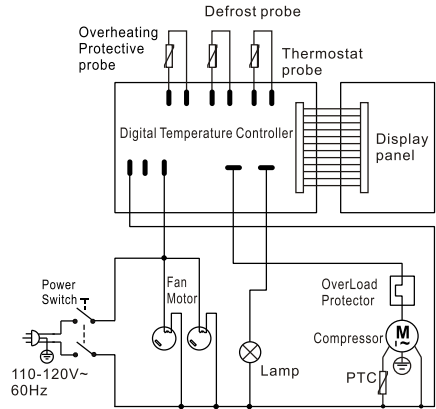 Defrost probe
Overheating
Protective
probe
Thermostat
probe
Digital Temperature Controller
Display
panel
Power
Switch
Fan
Motor
OverLoad
Protector
Compressor
M
1~
Lamp
PTC
110-120V~
60Hz